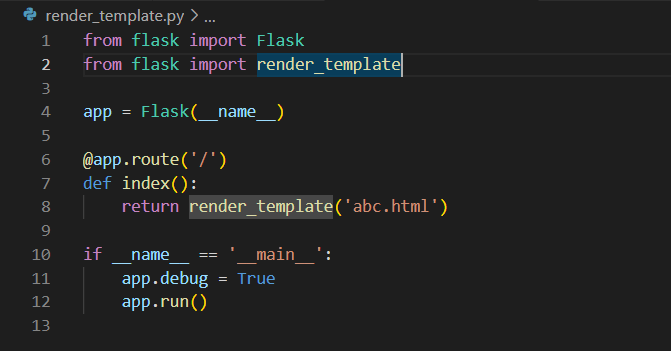 render_template.py > ...
1 from flask import Flask
2 from flask import render_template
3
4 app = Flask(__name__)
5
6 @app.route('/')
7 def index():
8     return render_template('abc.html')
9
10 if __name__ == '__main__':
11     app.debug = True
12     app.run()
13